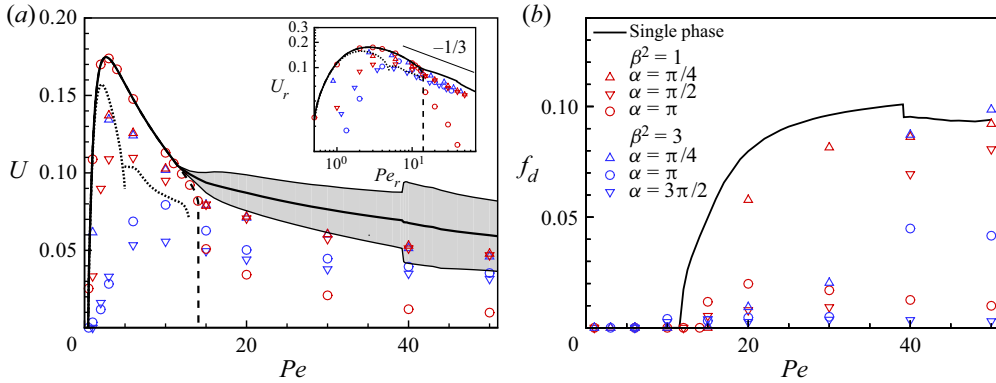 (a)
0.20
0.15
0.10
0.05
U
0
20
40
Pe
U_r
0.3
0.2
0.1
−1/3
10^0
10^1
Pe_r
(b)
f_d
0.10
0.05
0
20
40
Pe
Single phase
β^2 = 1
α = π/4
α = π/2
α = π
β^2 = 3
α = π/4
α = π
α = 3π/2